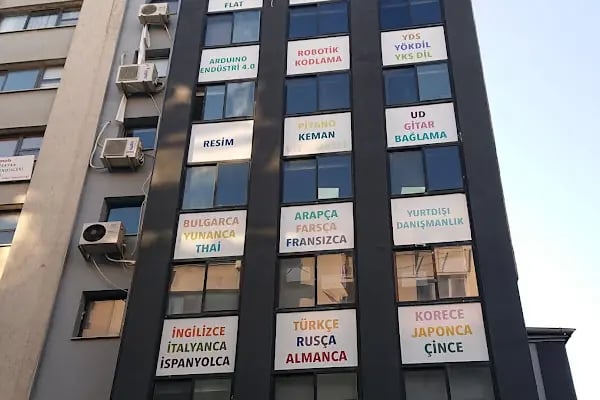 FLAT
ARDUINO
ENDÜSTRİ 4.0
ROBOTİK
KODLAMA
YDS
YÖKDİL
YKS DİL
RESİM
PİYANO
KEMAN
UD
GİTAR
BAĞLAMA
BULGARCA
YUNANCA
THAİ
ARAPÇA
FARSÇA
FRANSIZCA
YURTDIŞI
DANIŞMANLIK
İNGİLİZCE
İTALYANCA
İSPANYOLCA
TÜRKÇE
RUSÇA
ALMANCA
KORECE
JAPONCA
ÇİNCE